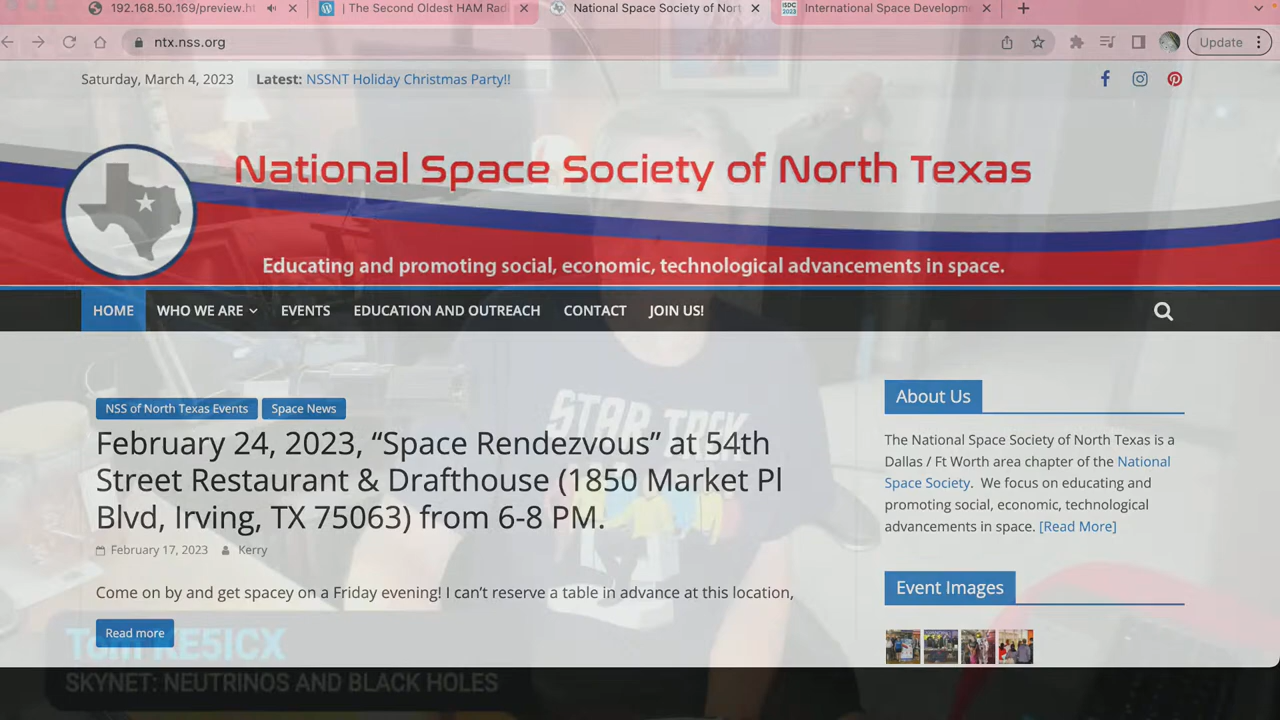 192.168.50.169/preview.ht
| The Second Oldest HAM Rad
National Space Society of Nort
International Space Developm
ntx.nss.org
Update
Saturday, March 4, 2023
Latest: NSSNT Holiday Christmas Party!!
National Space Society of North Texas
Educating and promoting social, economic, technological advancements in space.
HOME WHO WE ARE EVENTS EDUCATION AND OUTREACH CONTACT JOIN US!
NSS of North Texas Events Space News
February 24, 2023, “Space Rendezvous” at 54th
Street Restaurant & Drafthouse (1850 Market Pl
Blvd, Irving, TX 75063) from 6-8 PM.
February 17, 2023 Kerry
Come on by and get spacey on a Friday evening! I can’t reserve a table in advance at this location,
Read more
About Us
The National Space Society of North Texas is a
Dallas / Ft Worth area chapter of the National
Space Society. We focus on educating and
promoting social, economic, technological
advancements in space. [Read More]
Event Images
STAR TREK
Tom KE5ICX
SKYNET: NEUTRINOS AND BLACK HOLES